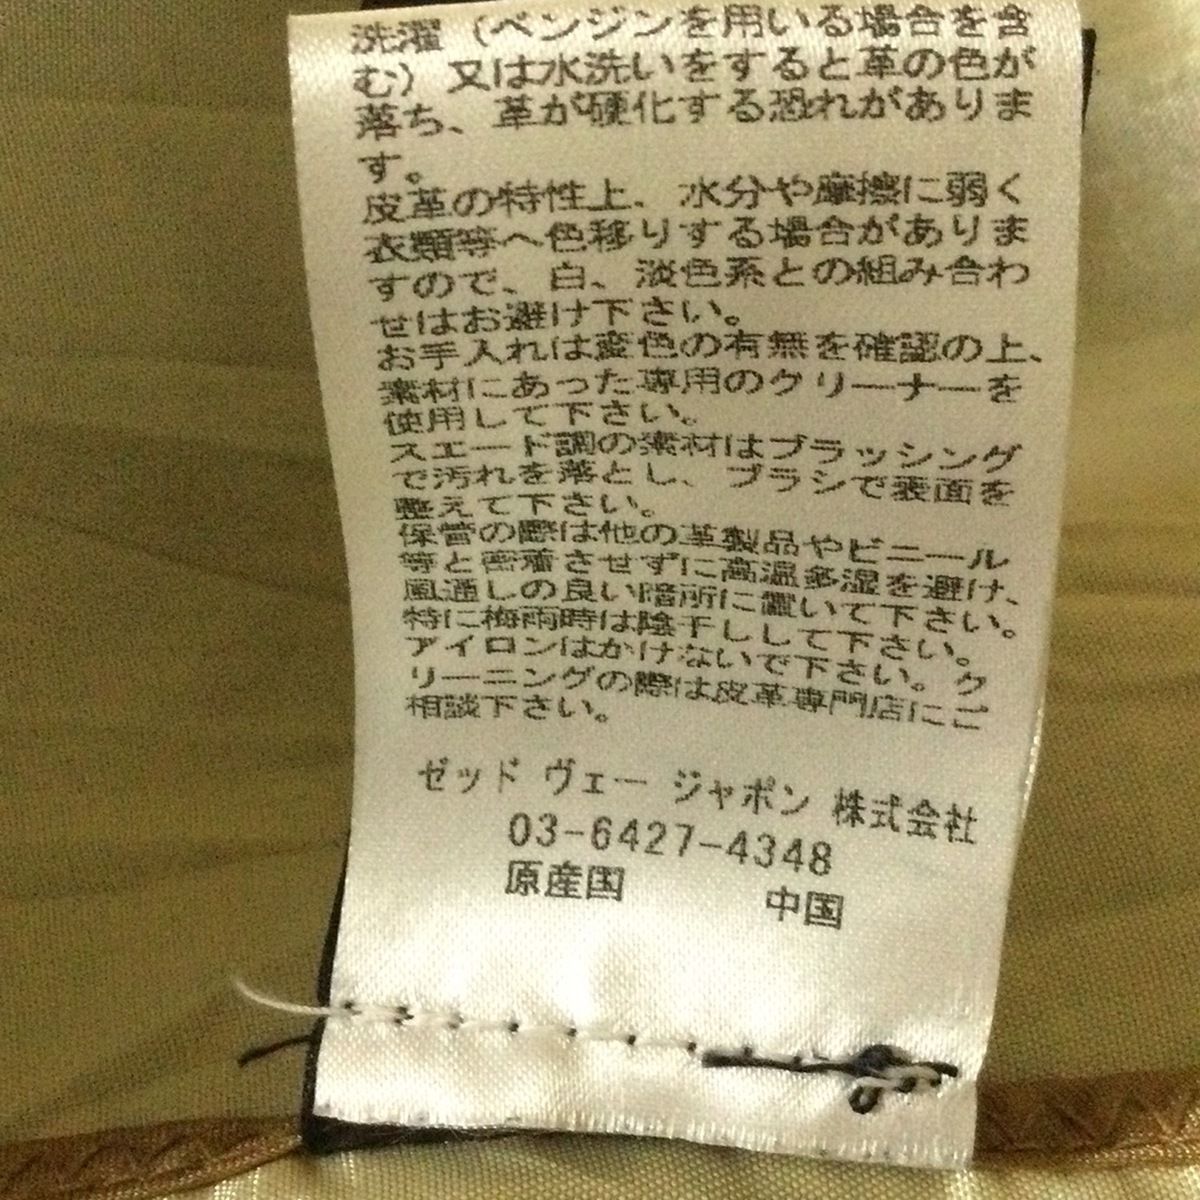 洗濯（ベンジンを用いる場合を含
む）又は水洗いをすると革の色が
落ち、革が硬化する恐れがありま
す。
皮革の特性上、水分や摩擦に弱く
衣類等へ色移りする場合がありま
すので、白、淡色系との組み合わ
せはお避け下さい。
お手入れは変色の有無を確認の上、
素材にあった専用のクリーナーを
使用して下さい。
スエード調の素材はブラッシング
で汚れを落とし、ブラシで表面を
整えて下さい。
保管の際は他の革製品やビニール
等と密着させずに高温多湿を避け、
風通しの良い暗所に置いて下さい。
特に梅雨時は陰干しして下さい。
アイロンはかけないで下さい。ク
リーニングの際は皮革専門店にご
相談下さい。
ゼッド ヴェー ジャポン 株式会社
03-6427-4348
原産国 中国